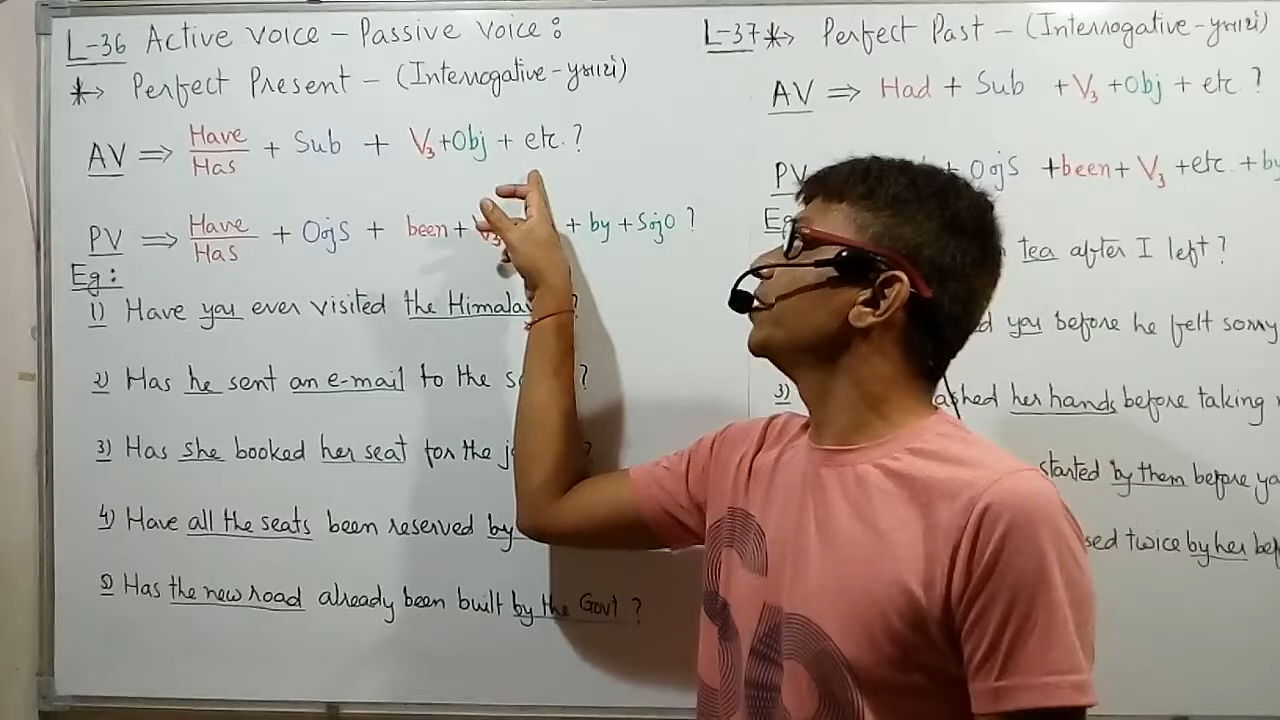 L-36 Active Voice – Passive Voice :
*→ Perfect Present – (Interrogative-પ્રશ્નાર્થ)
AV ⇒ Have/Has + Sub + V₃ + Obj + etc. ?
PV ⇒ Have/Has + OojS + been + + by + SojO ?
Eg :
1) Have you ever visited the ?
2) Has he sent an e-mail to the ?
3) Has she booked her seat for the ?
4) Have all the seats been reserved by
5) Has the new road already been built by the Govt ?
L-37 *→ Perfect Past – (Interrogative-પ્રશ્નાર્થ)
AV ⇒ Had + Sub + V₃ + Obj + etc. ?
PV + OojS + been + V₃ + etc. + by
tea after I left ?
you before he felt sorry
3) her hands before taking
started by them before
twice by her